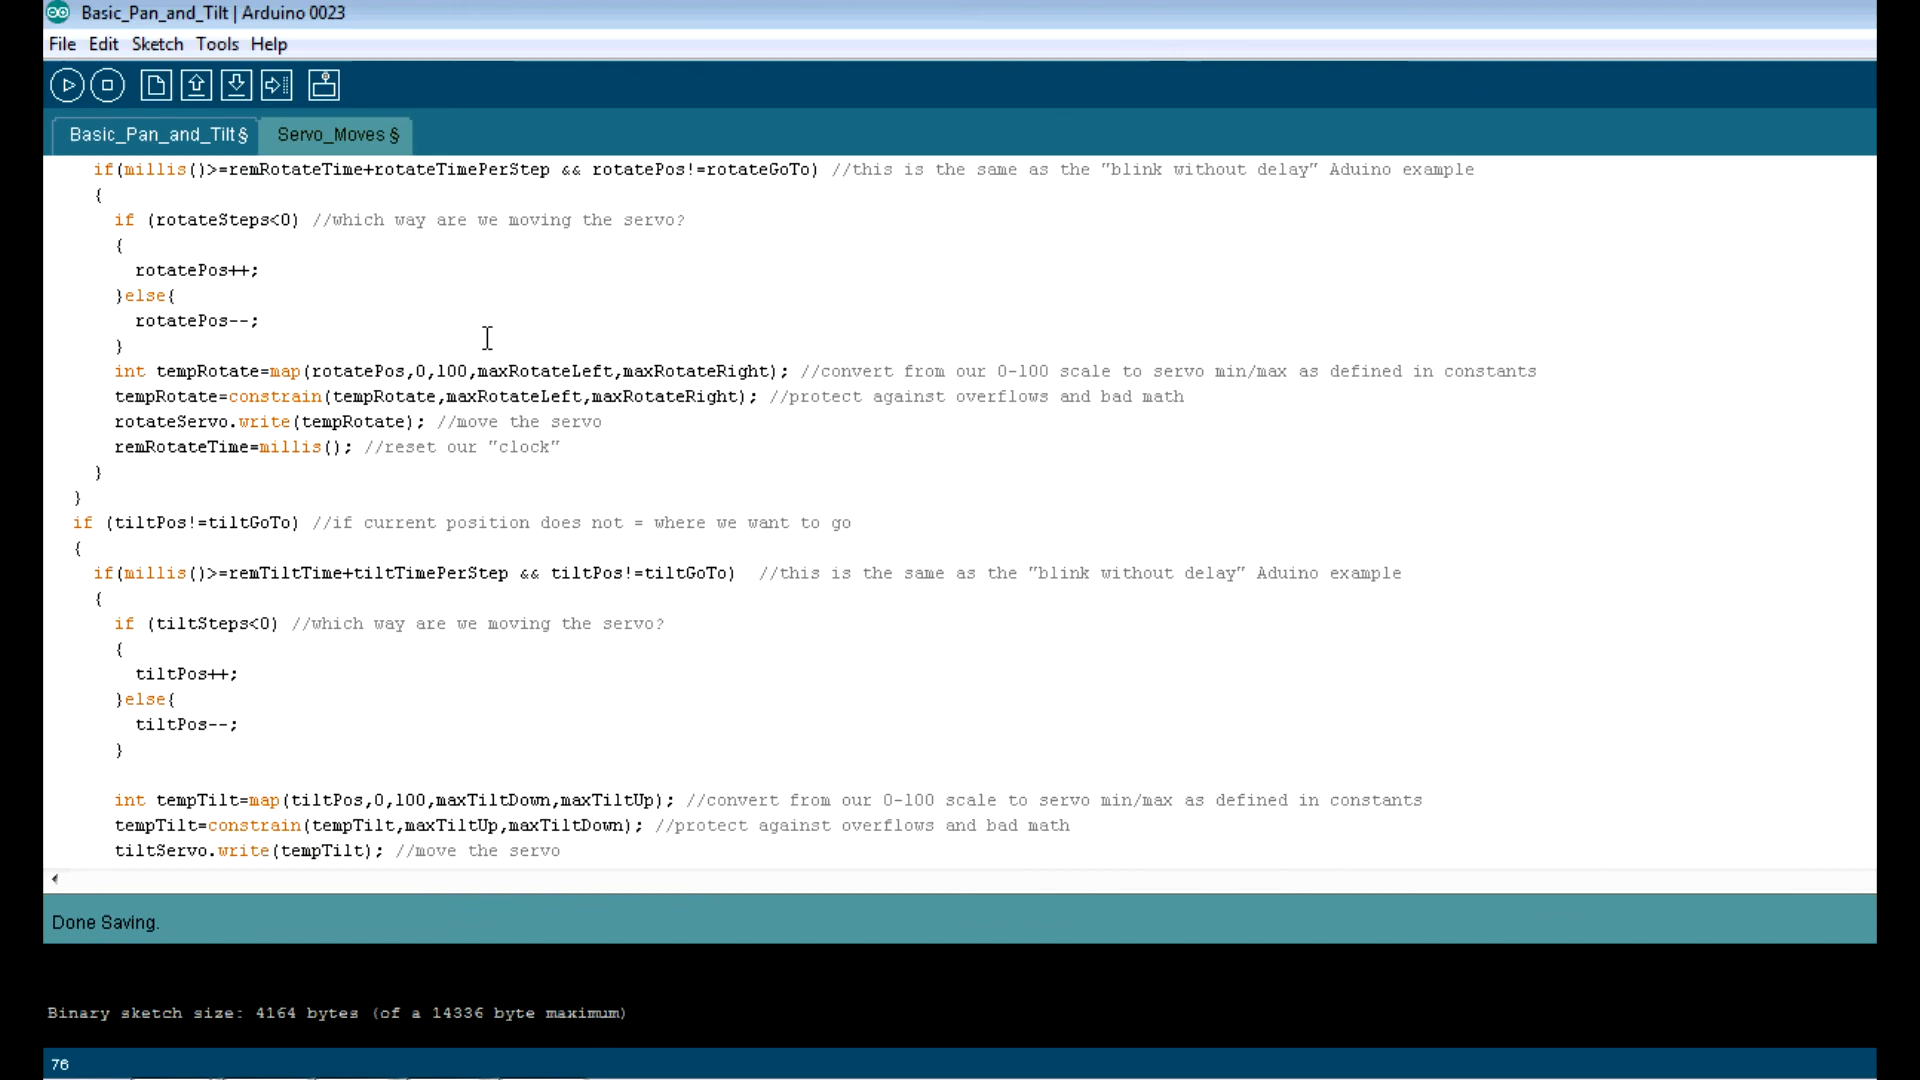 Basic_Pan_and_Tilt | Arduino 0023
File Edit Sketch Tools Help
Basic_Pan_and_Tilt§ Servo_Moves §
if(millis()>=remRotateTime+rotateTimePerStep && rotatePos!=rotateGoTo) //this is the same as the "blink without delay" Aduino example
{
if (rotateSteps<0) //which way are we moving the servo?
{
rotatePos++;
}else{
rotatePos--;
}
int tempRotate=map(rotatePos,0,100,maxRotateLeft,maxRotateRight); //convert from our 0-100 scale to servo min/max as defined in constants
tempRotate=constrain(tempRotate,maxRotateLeft,maxRotateRight); //protect against overflows and bad math
rotateServo.write(tempRotate); //move the servo
remRotateTime=millis(); //reset our "clock"
}
}
if (tiltPos!=tiltGoTo) //if current position does not = where we want to go
{
if(millis()>=remTiltTime+tiltTimePerStep && tiltPos!=tiltGoTo) //this is the same as the "blink without delay" Aduino example
{
if (tiltSteps<0) //which way are we moving the servo?
{
tiltPos++;
}else{
tiltPos--;
}
int tempTilt=map(tiltPos,0,100,maxTiltDown,maxTiltUp); //convert from our 0-100 scale to servo min/max as defined in constants
tempTilt=constrain(tempTilt,maxTiltUp,maxTiltDown); //protect against overflows and bad math
tiltServo.write(tempTilt); //move the servo
Done Saving.
Binary sketch size: 4164 bytes (of a 14336 byte maximum)
76